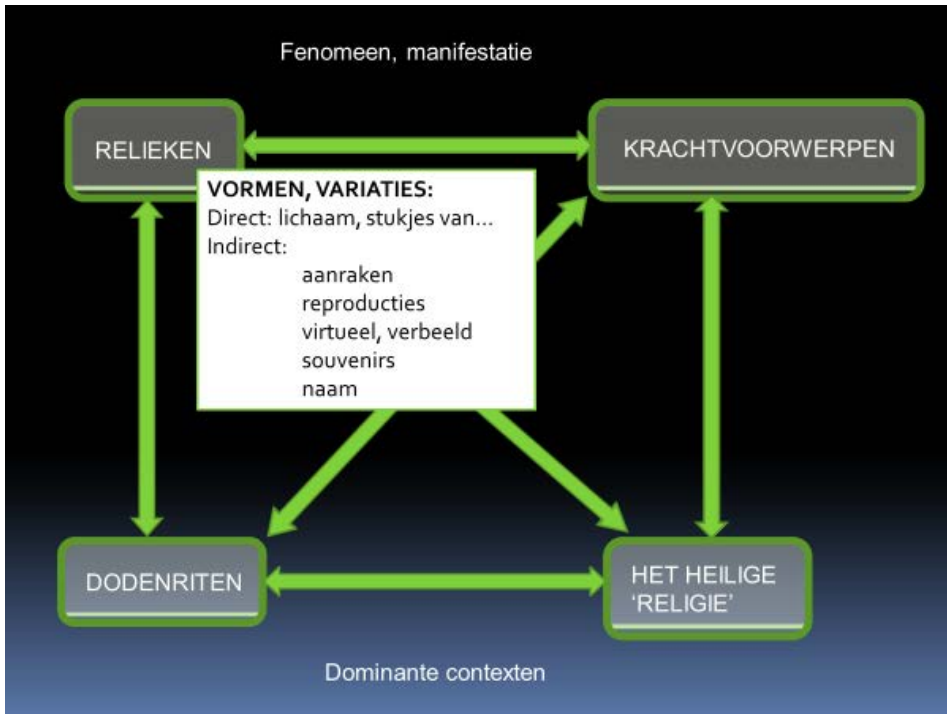 Fenomeen, manifestatie
RELIEKEN
KRACHTVOORWERPEN
VORMEN, VARIATIES:
Direct: lichaam, stukjes van...
Indirect:
aanraken
reproducties
virtueel, verbeeld
souvenirs
naam
DODENRITEN
HET HEILIGE
‘RELIGIE’
Dominante contexten